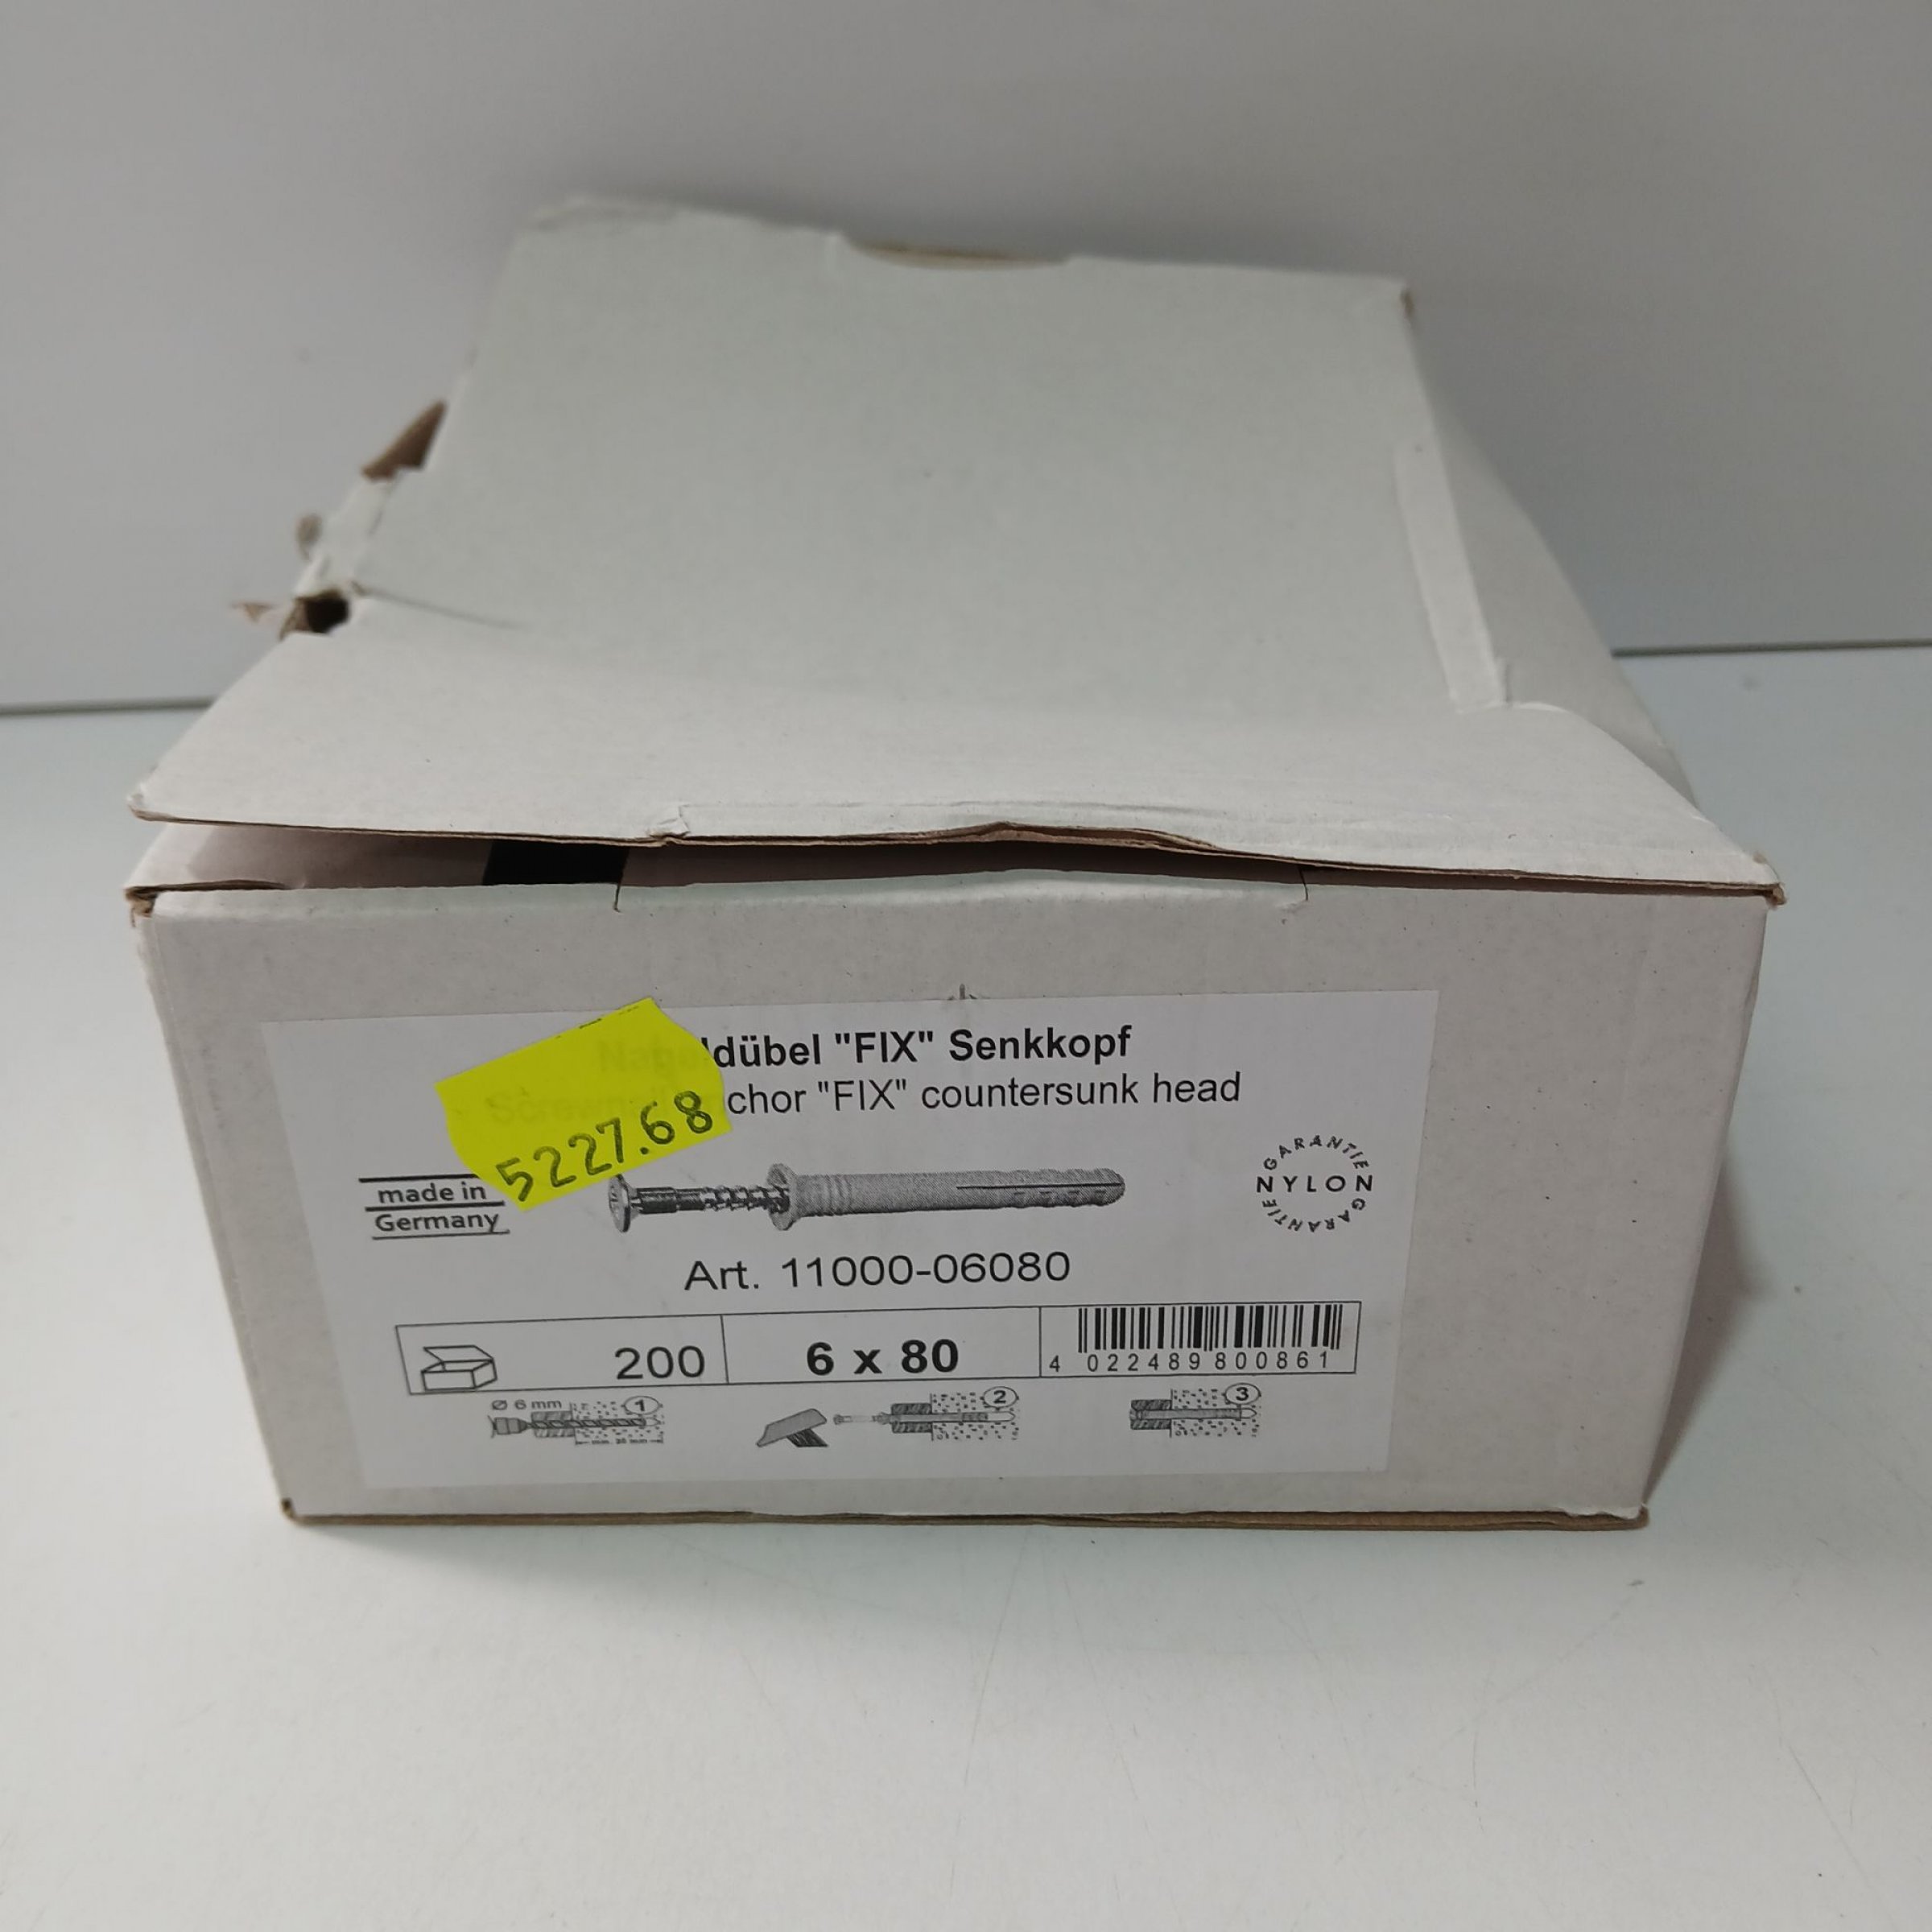 Nageldübel "FIX" Senkkopf
chor "FIX" countersunk head
5227.68
made in
Germany
GARANTIE
NYLON
GARANTIE
Art. 11000-06080
200
6 x 80
4 022489 800861
Ø 6 mm
1
2
3